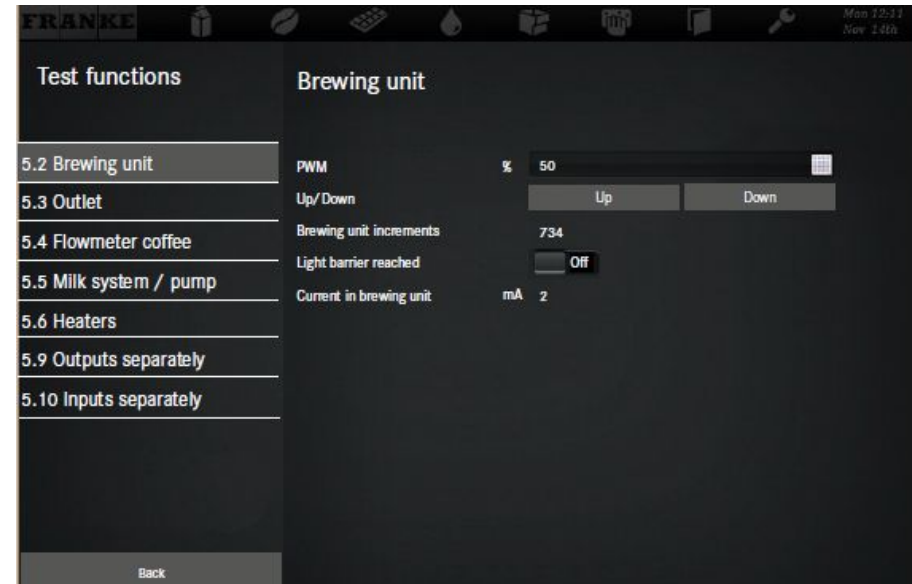 FRANKE
Mon 12:11
Nov 14th
Test functions
5.2 Brewing unit
5.3 Outlet
5.4 Flowmeter coffee
5.5 Milk system / pump
5.6 Heaters
5.9 Outputs separately
5.10 Inputs separately
Back
Brewing unit
PWM % 50
Up/Down Up Down
Brewing unit increments 734
Light barrier reached Off
Current in brewing unit mA 2